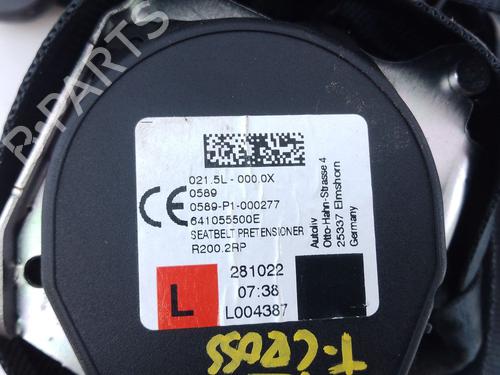 B-PARTS
021.5L - 000.0X
0589
0589-P1-000277
641055500E
SEATBELT PRETENSIONER
R200.2RP
CE
Autoliv
Otto-Hahn-Strasse 4
25337 Elmshorn
Germany
L
281022
07:38
L004387
T-CROSS